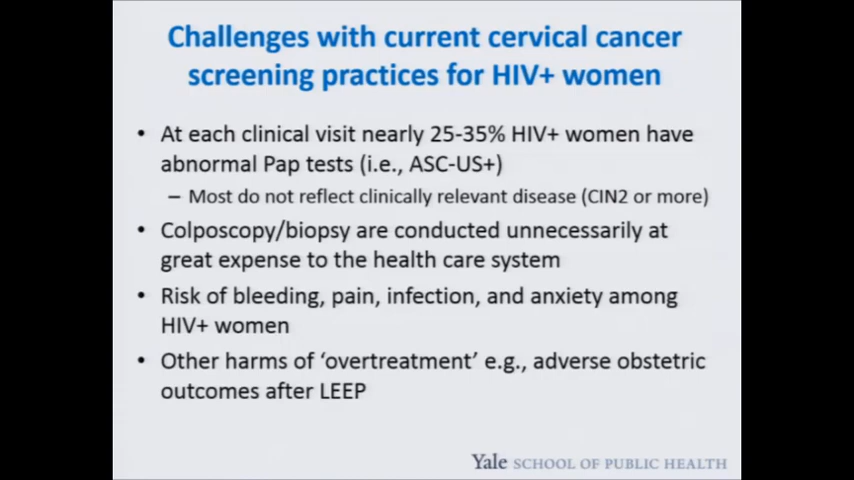 Challenges with current cervical cancer
screening practices for HIV+ women
• At each clinical visit nearly 25-35% HIV+ women have
abnormal Pap tests (i.e., ASC-US+)
– Most do not reflect clinically relevant disease (CIN2 or more)
• Colposcopy/biopsy are conducted unnecessarily at
great expense to the health care system
• Risk of bleeding, pain, infection, and anxiety among
HIV+ women
• Other harms of ‘overtreatment’ e.g., adverse obstetric
outcomes after LEEP
Yale SCHOOL OF PUBLIC HEALTH